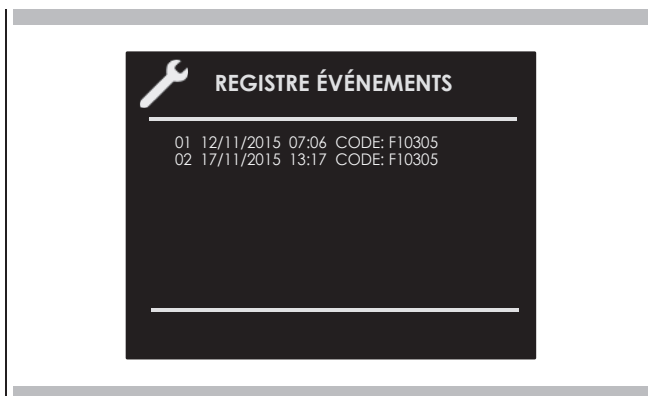 REGISTRE ÉVÉNEMENTS
01 12/11/2015 07:06 CODE: F10305
02 17/11/2015 13:17 CODE: F10305